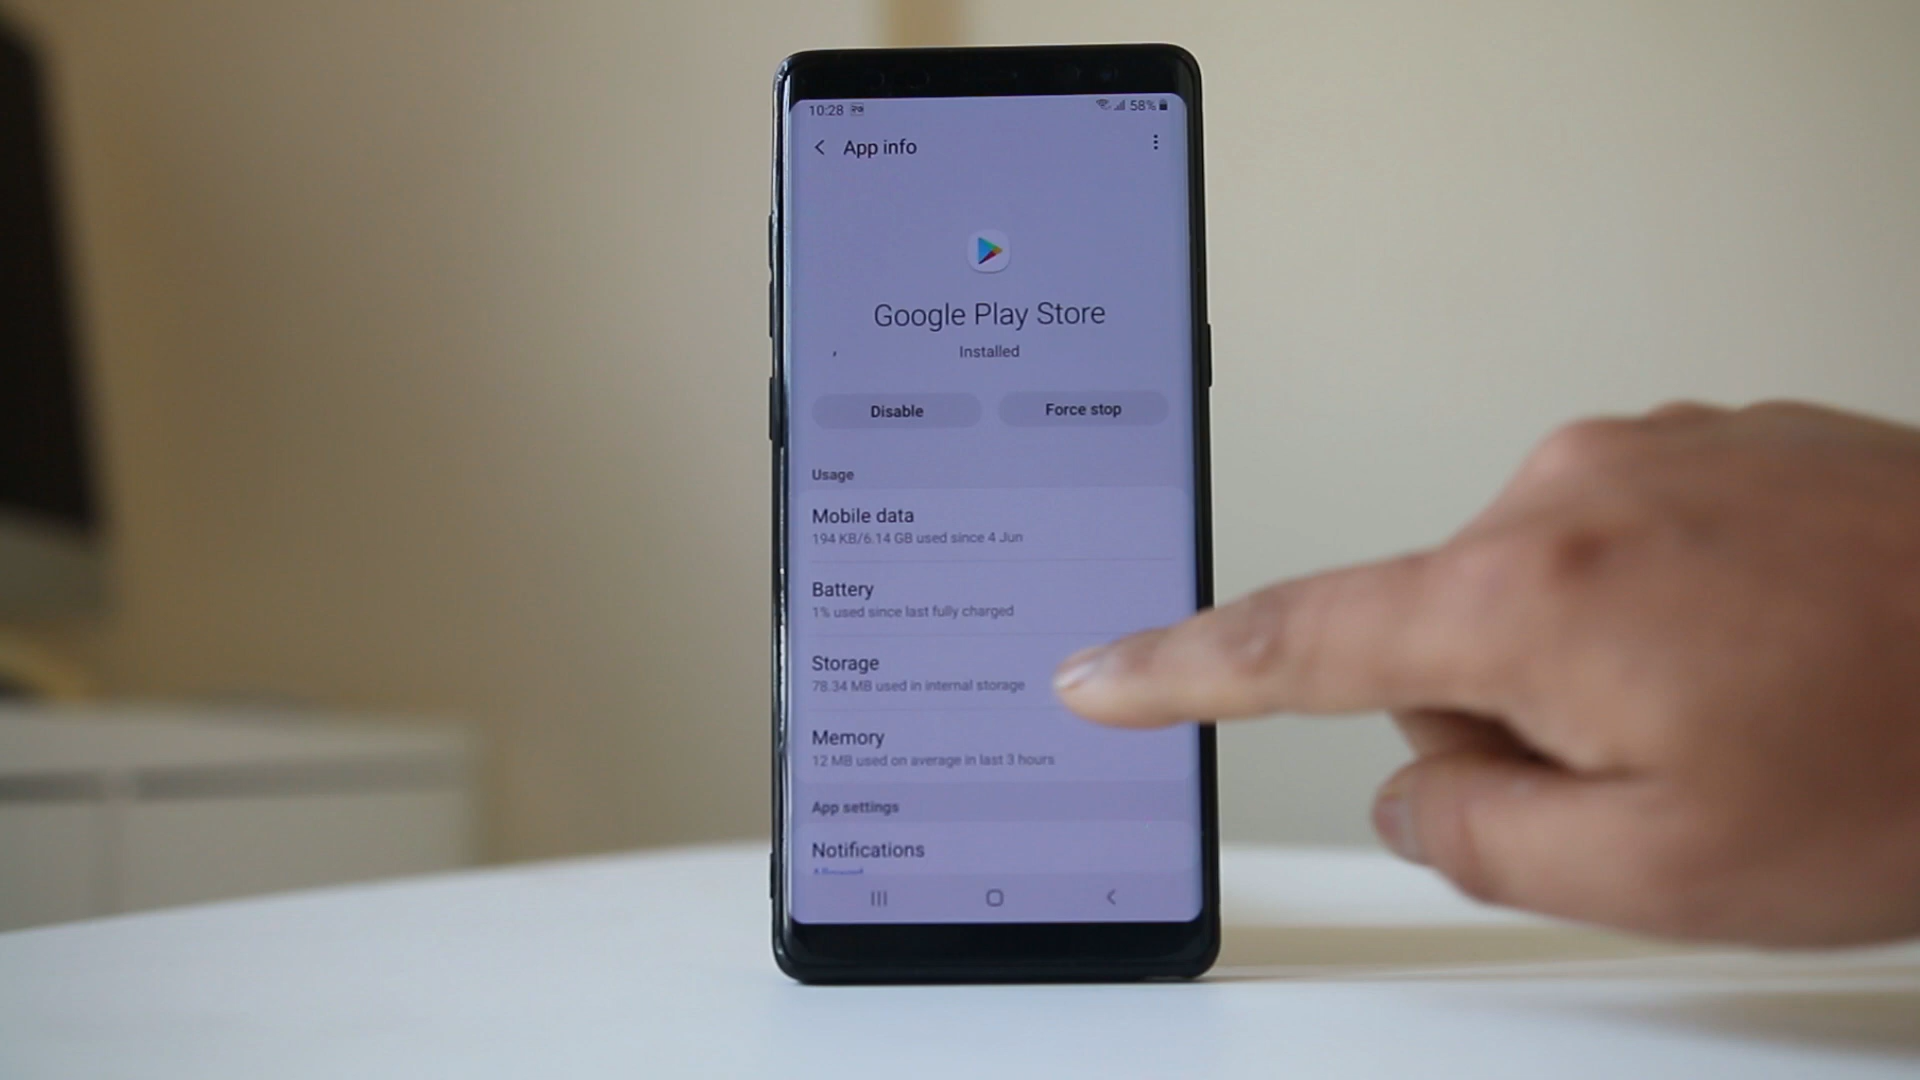 10:28
58%
App info
Google Play Store
Installed
Disable
Force stop
Usage
Mobile data
194 KB/6.14 GB used since 4 Jun
Battery
1% used since last fully charged
Storage
78.34 MB used in internal storage
Memory
12 MB used on average in last 3 hours
App settings
Notifications
Allowed